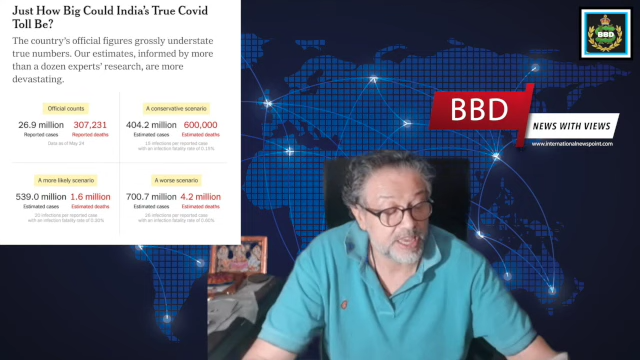 Just How Big Could India's True Covid
Toll Be?
The country's official figures grossly understate
true numbers. Our estimates, informed by more
than a dozen experts' research, are more
devastating.
Official counts
26.9 million 307,231
Reported cases Reported deaths
Data as of May 24
A conservative scenario
404.2 million 600,000
Estimated cases Estimated deaths
15 infections per reported case
with an infection fatality rate of 0.15%
A more likely scenario
539.0 million 1.6 million
Estimated cases Estimated deaths
20 infections per reported case
with an infection fatality rate of 0.30%
A worse scenario
700.7 million 4.2 million
Estimated cases Estimated deaths
26 infections per reported case
with an infection fatality rate of 0.60%
BBD
BBD
NEWS WITH VIEWS
www.internationalnewspoint.com